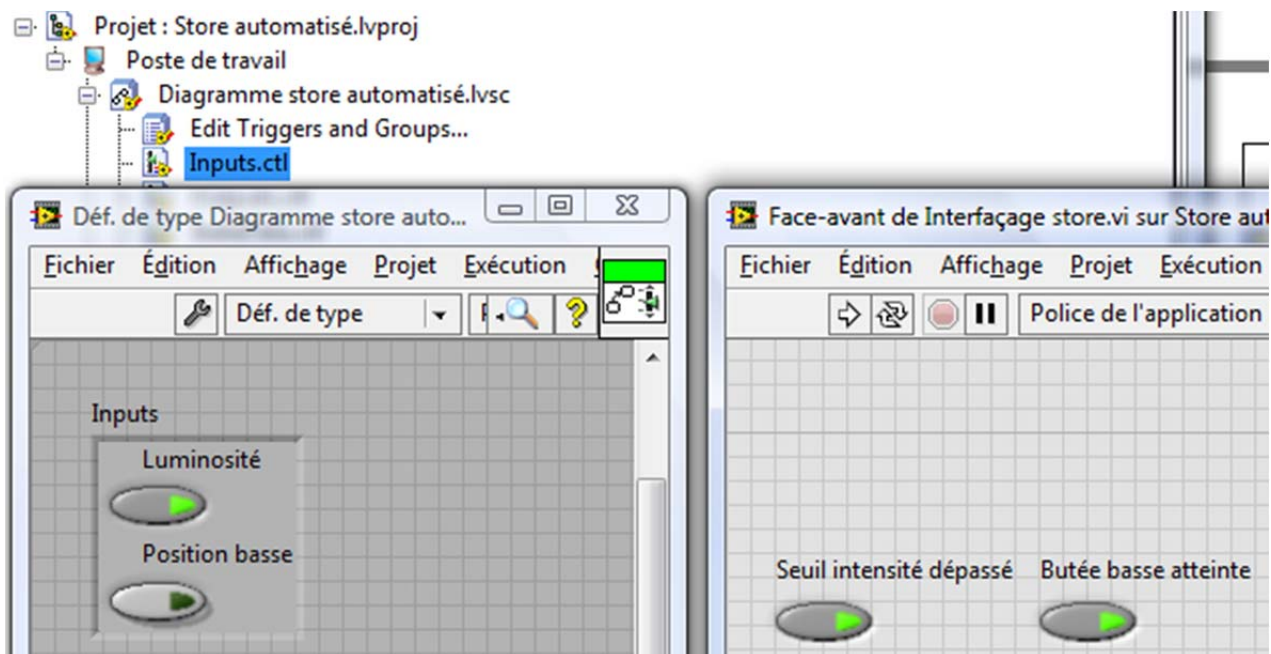 Projet : Store automatisé.lvproj
Poste de travail
Diagramme store automatisé.lvsc
Edit Triggers and Groups...
Inputs.ctl
Déf. de type Diagramme store auto...
Fichier Édition Affichage Projet Exécution
Déf. de type
Inputs
Luminosité
Position basse
Face-avant de Interfaçage store.vi sur Store aut
Fichier Édition Affichage Projet Exécution
Police de l'application
Seuil intensité dépassé Butée basse atteinte